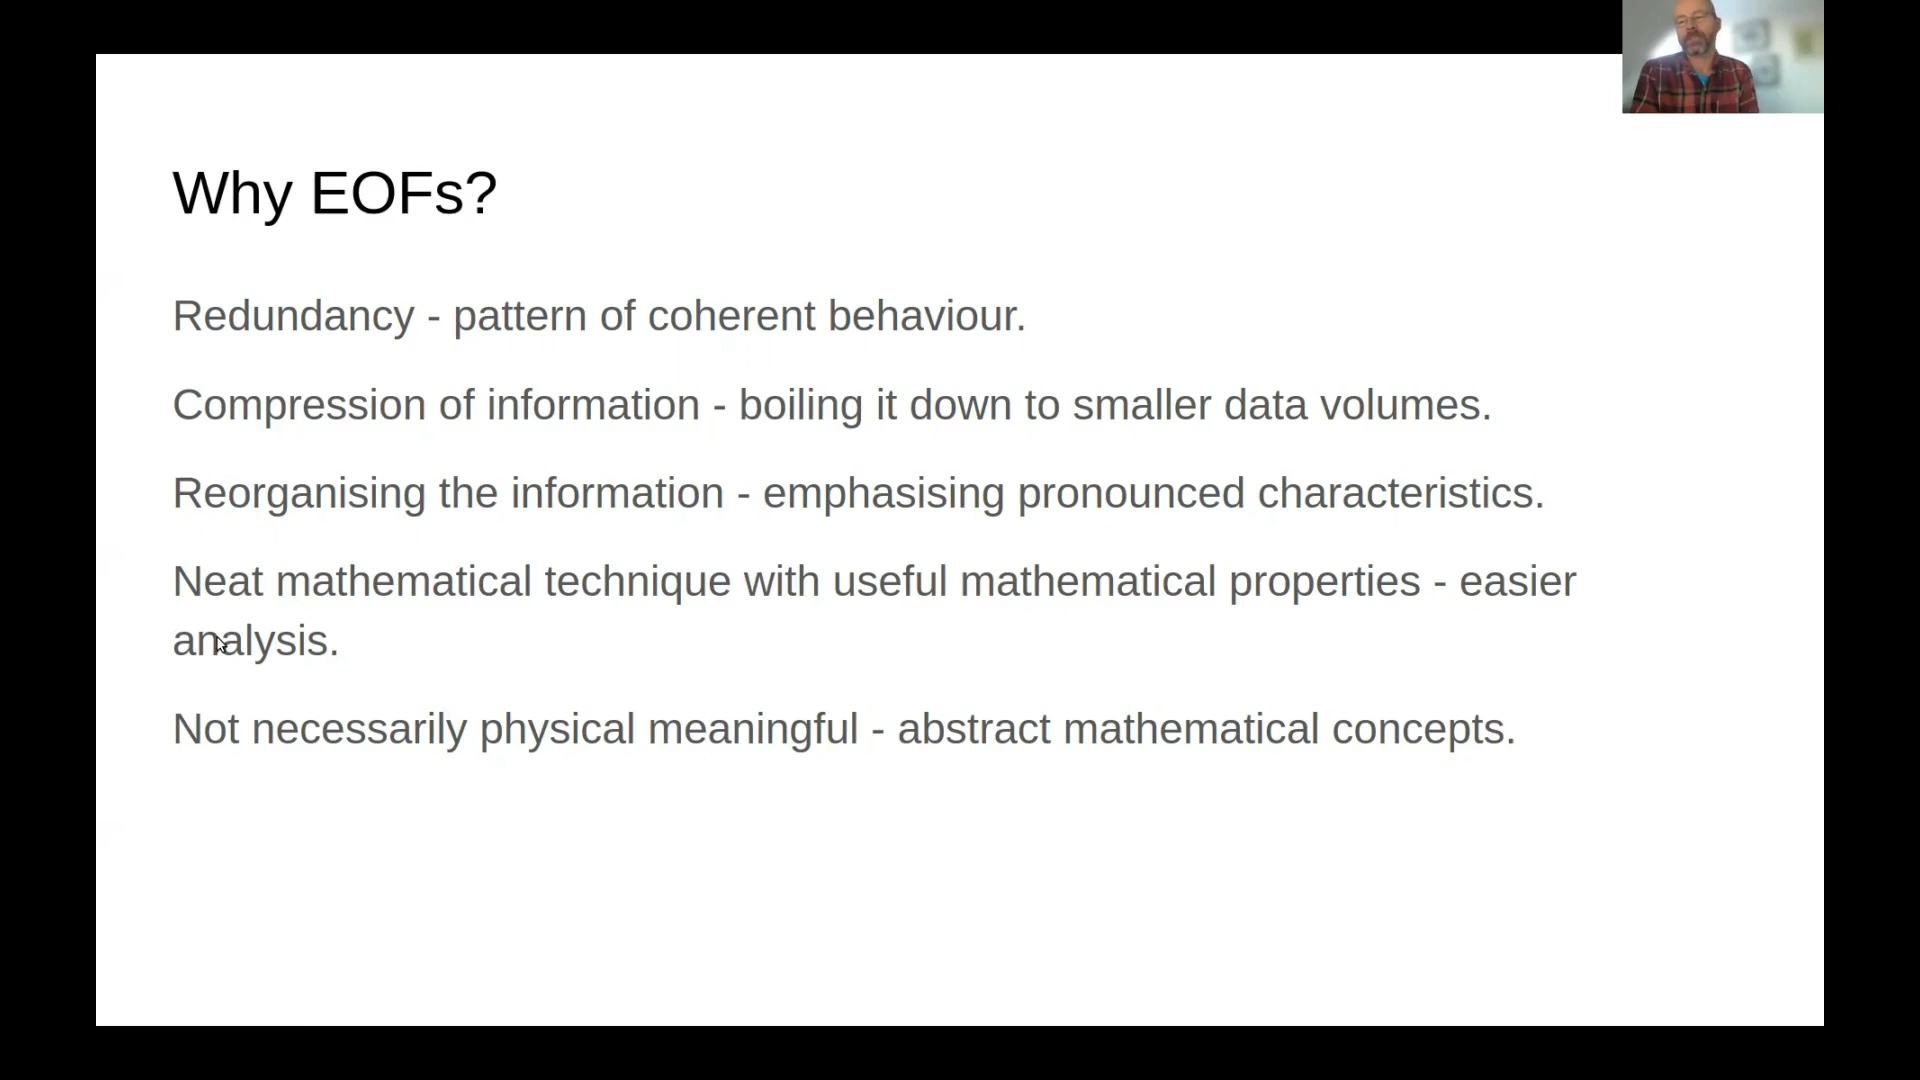 Why EOFs?
Redundancy - pattern of coherent behaviour.
Compression of information - boiling it down to smaller data volumes.
Reorganising the information - emphasising pronounced characteristics.
Neat mathematical technique with useful mathematical properties - easier
analysis.
Not necessarily physical meaningful - abstract mathematical concepts.